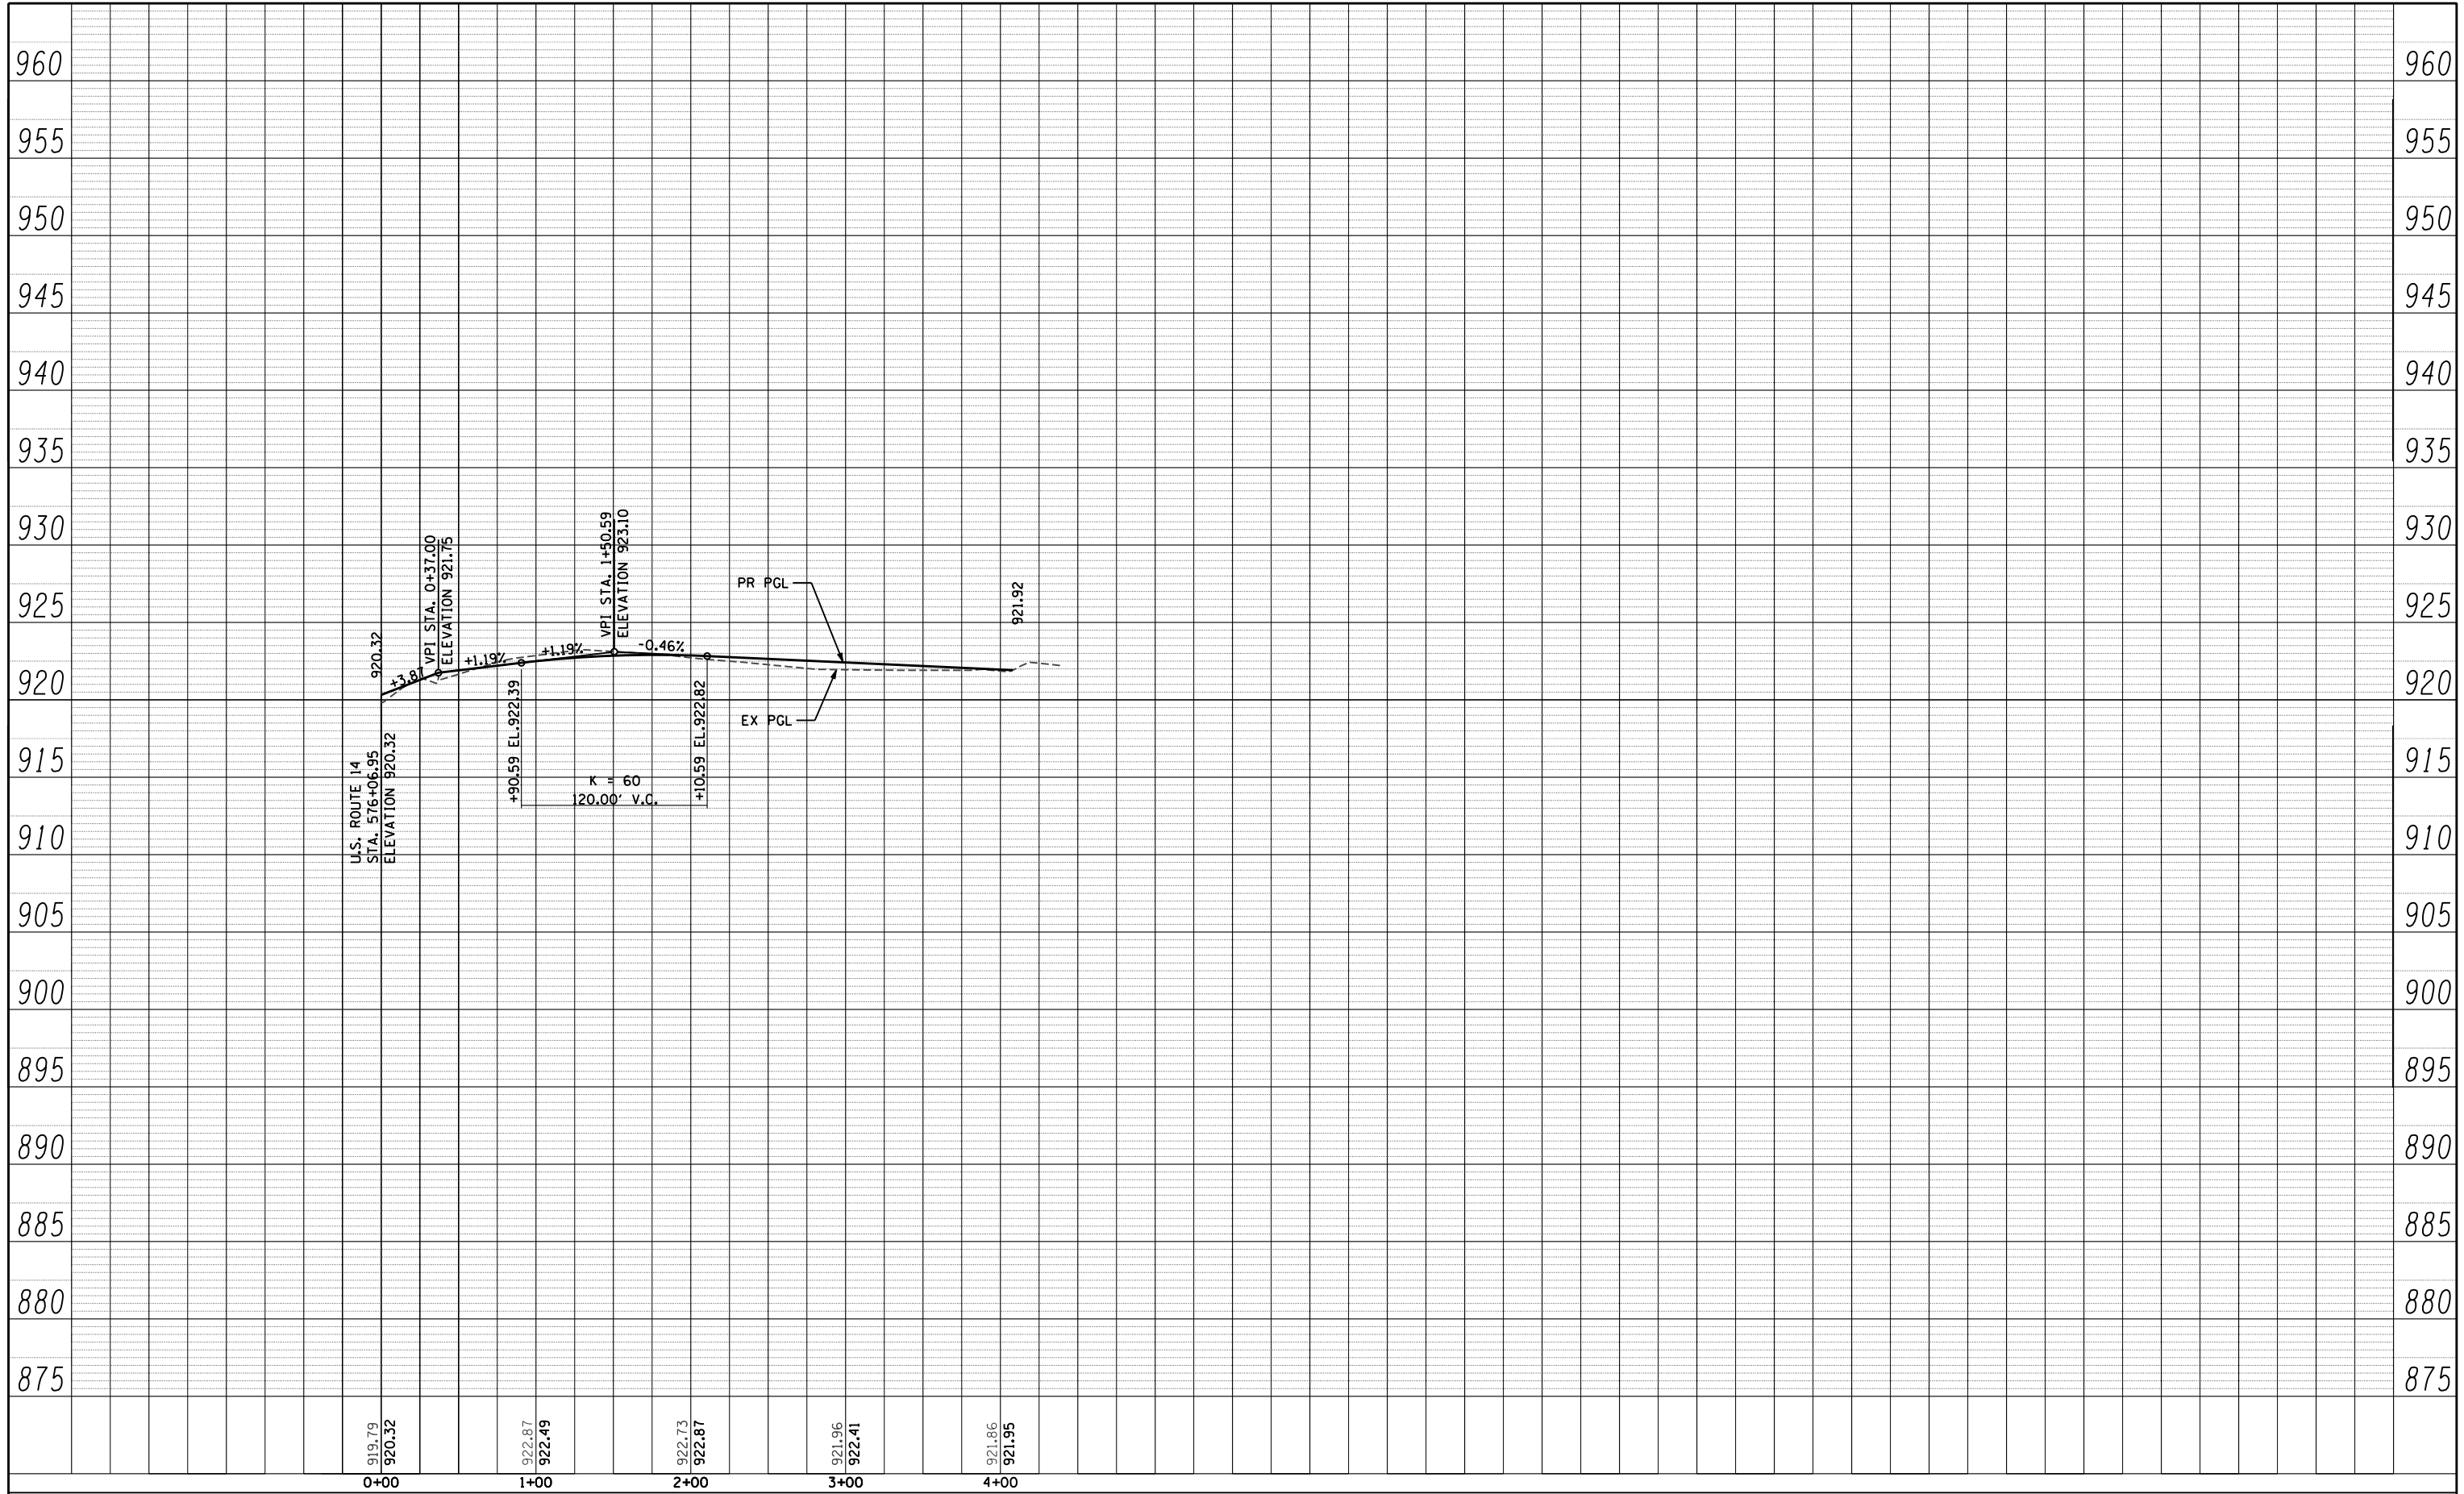 960 960
955 955
950 950
945 945
940 940
935 935
930 930
925 925
920 920
915 915
910 910
905 905
900 900
895 895
890 890
885 885
880 880
875 875
920.32
+3.87
VPI STA. 0+37.00
ELEVATION 921.75
+1.19%
+1.19%
VPI STA. 1+50.59
ELEVATION 923.10
-0.46%
PR PGL
EX PGL
921.92
U.S. ROUTE 14
STA. 576+06.95
ELEVATION 920.32
+90.59 EL.922.39
K = 60
120.00' V.C.
+10.59 EL.922.82
919.79
920.32
922.87
922.49
922.73
922.87
921.96
922.41
921.86
921.95
0+00 1+00 2+00 3+00 4+00